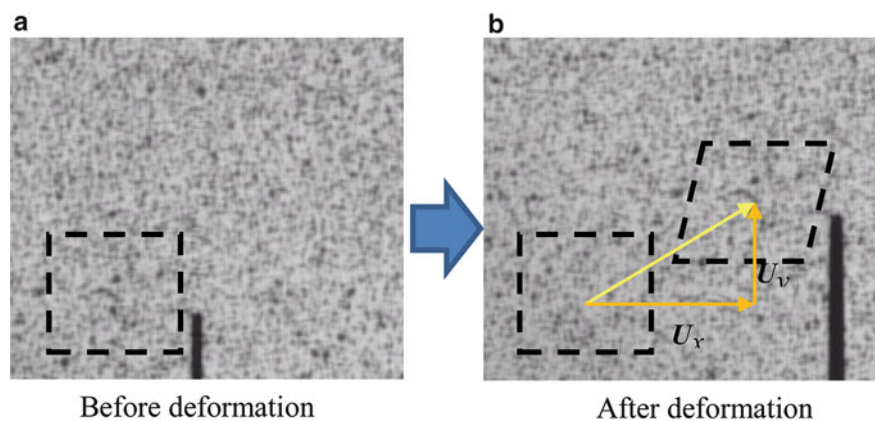 a
b
U_y
U_x
Before deformation
After deformation